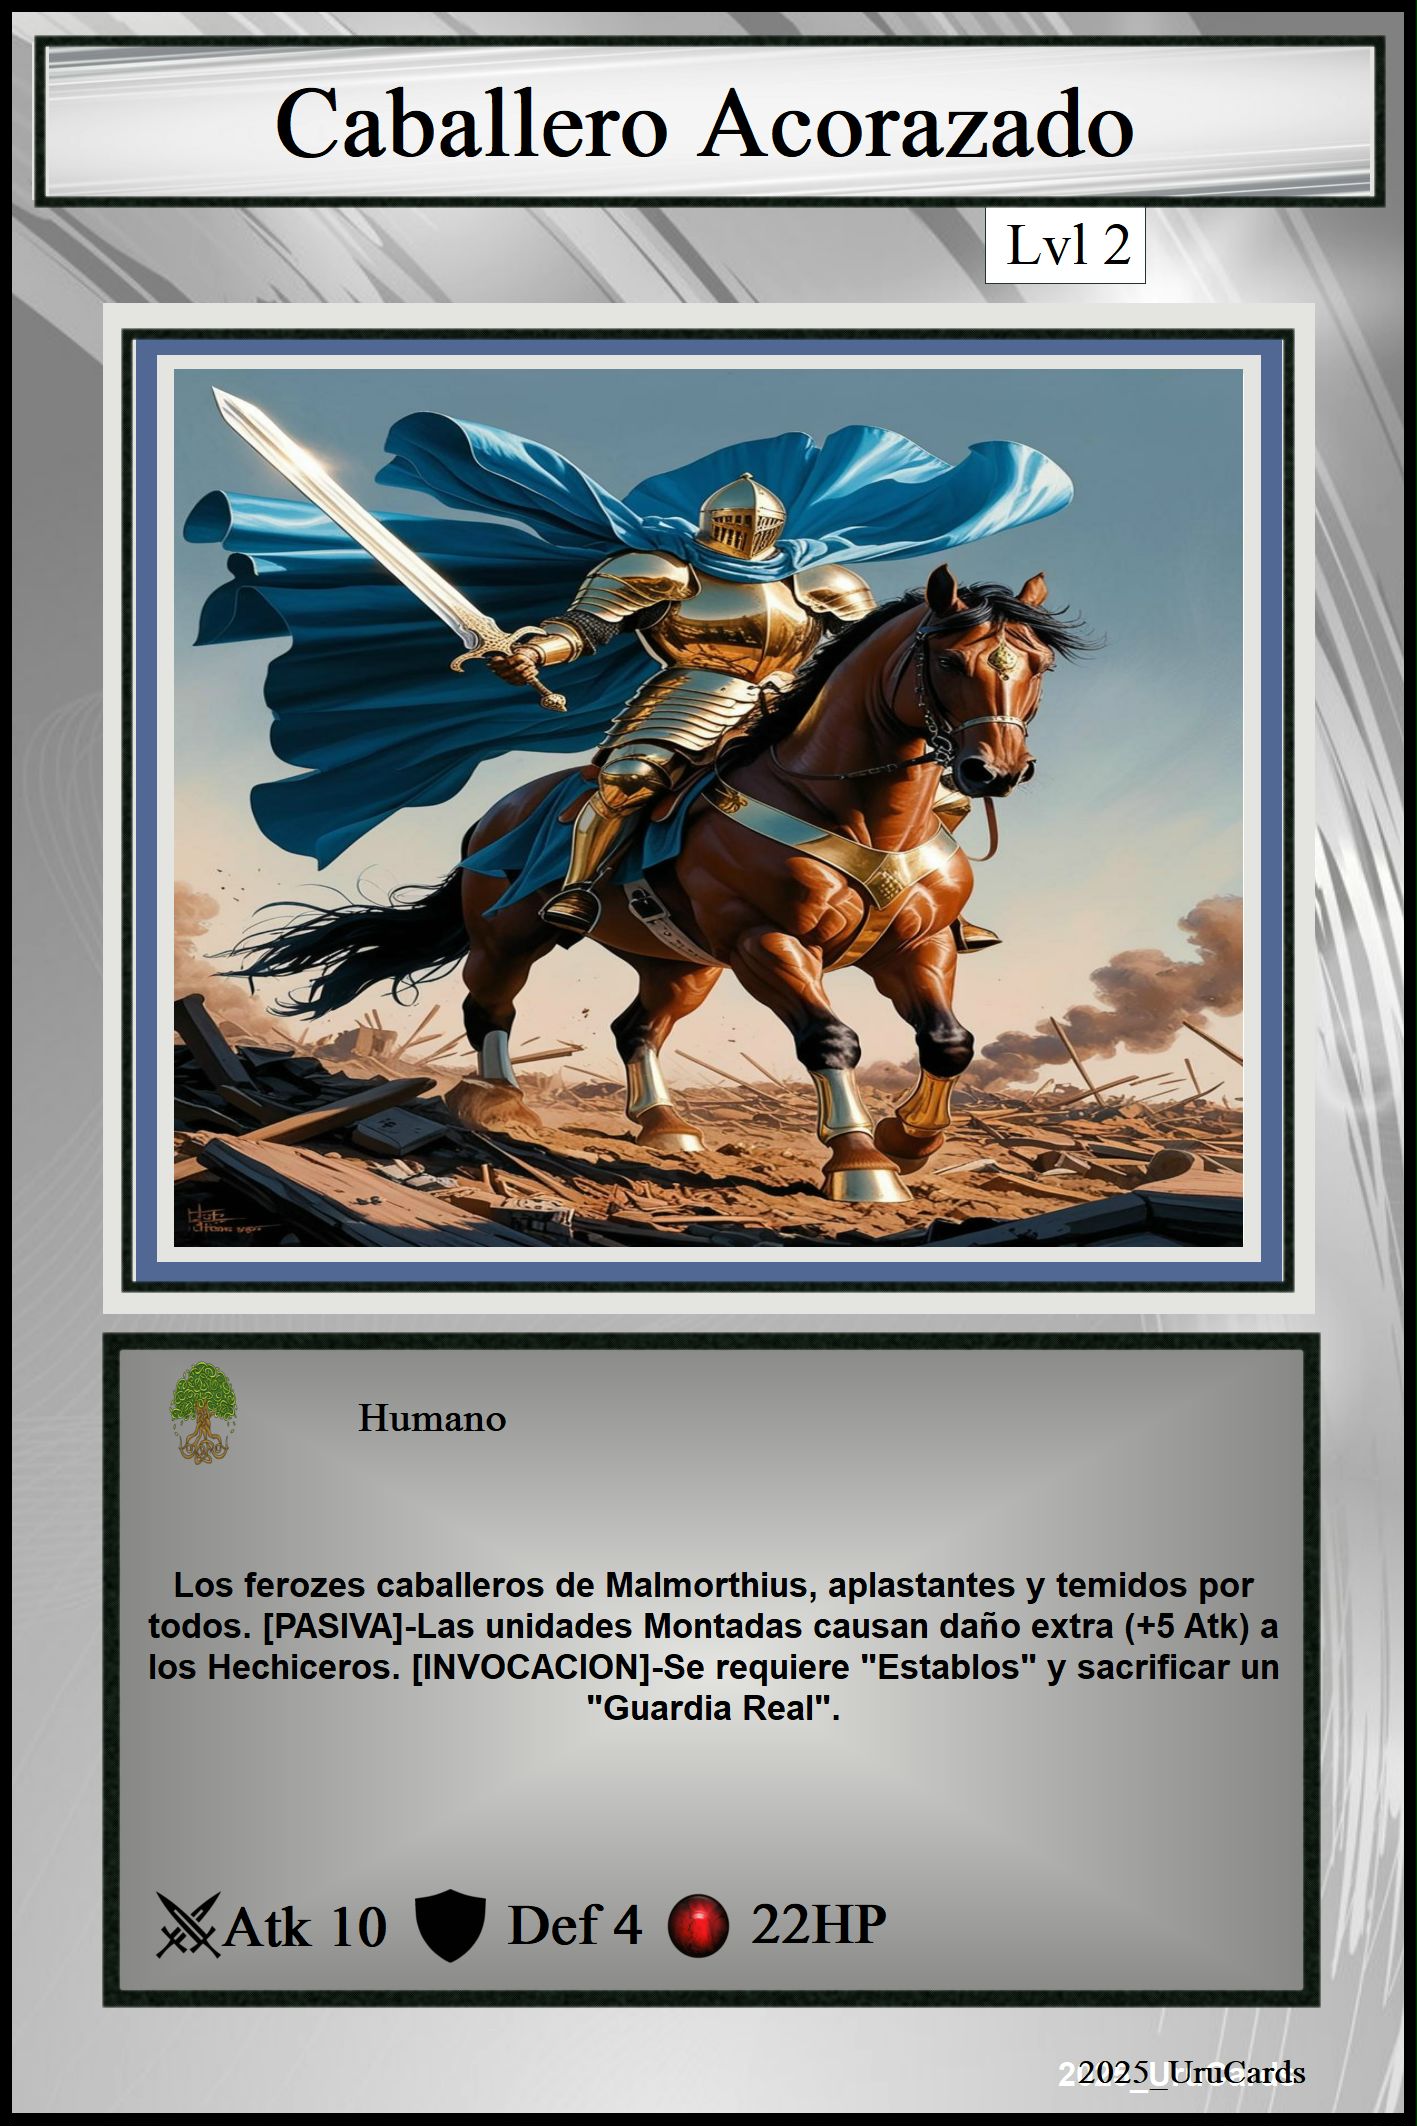 Caballero Acorazado
Lvl 2
Humano
Los ferozes caballeros de Malmorthius, aplastantes y temidos por
todos. [PASIVA]-Las unidades Montadas causan daño extra (+5 Atk) a
los Hechiceros. [INVOCACION]-Se requiere "Establos" y sacrificar un
"Guardia Real".
Atk 10 Def 4 22HP
2025_UruCards